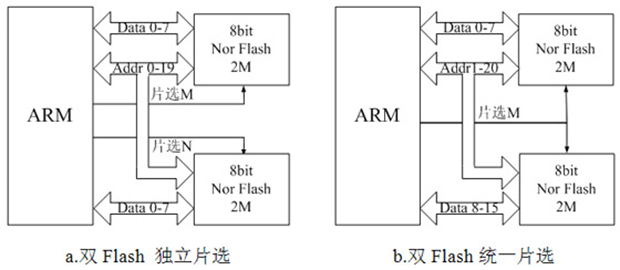 ARM
Data 0-7
Addr 0-19
片选M
片选N
Data 0-7
8bit
Nor Flash
2M
8bit
Nor Flash
2M
a.双 Flash 独立片选
ARM
Data 0-7
Addr1-20
片选M
Data 8-15
8bit
Nor Flash
2M
8bit
Nor Flash
2M
b.双 Flash 统一片选